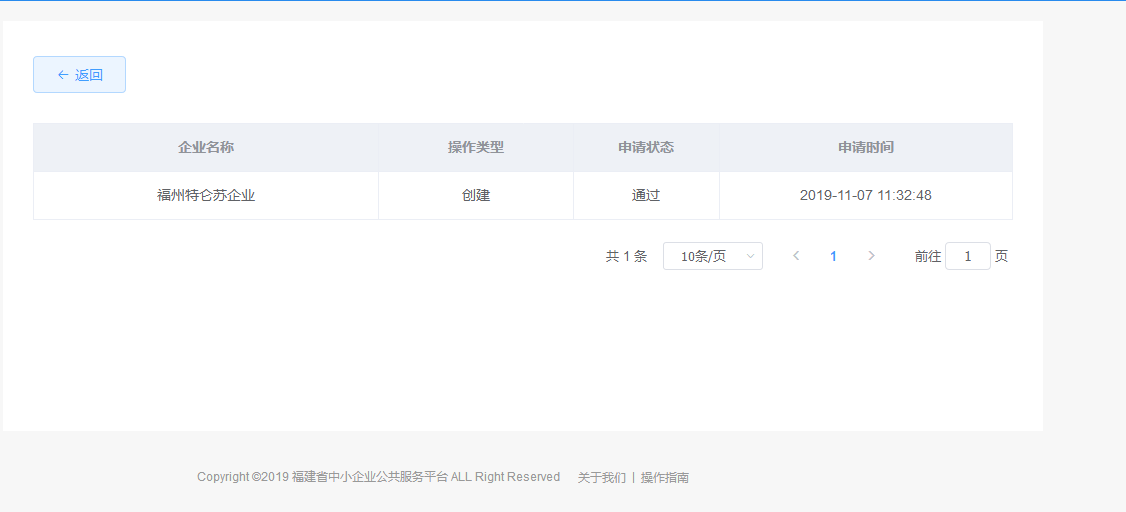 ← 返回
企业名称 操作类型 申请状态 申请时间
福州特仑苏企业 创建 通过 2019-11-07 11:32:48
共 1 条 10条/页 1 前往 1 页
Copyright ©2019 福建省中小企业公共服务平台 ALL Right Reserved 关于我们 | 操作指南